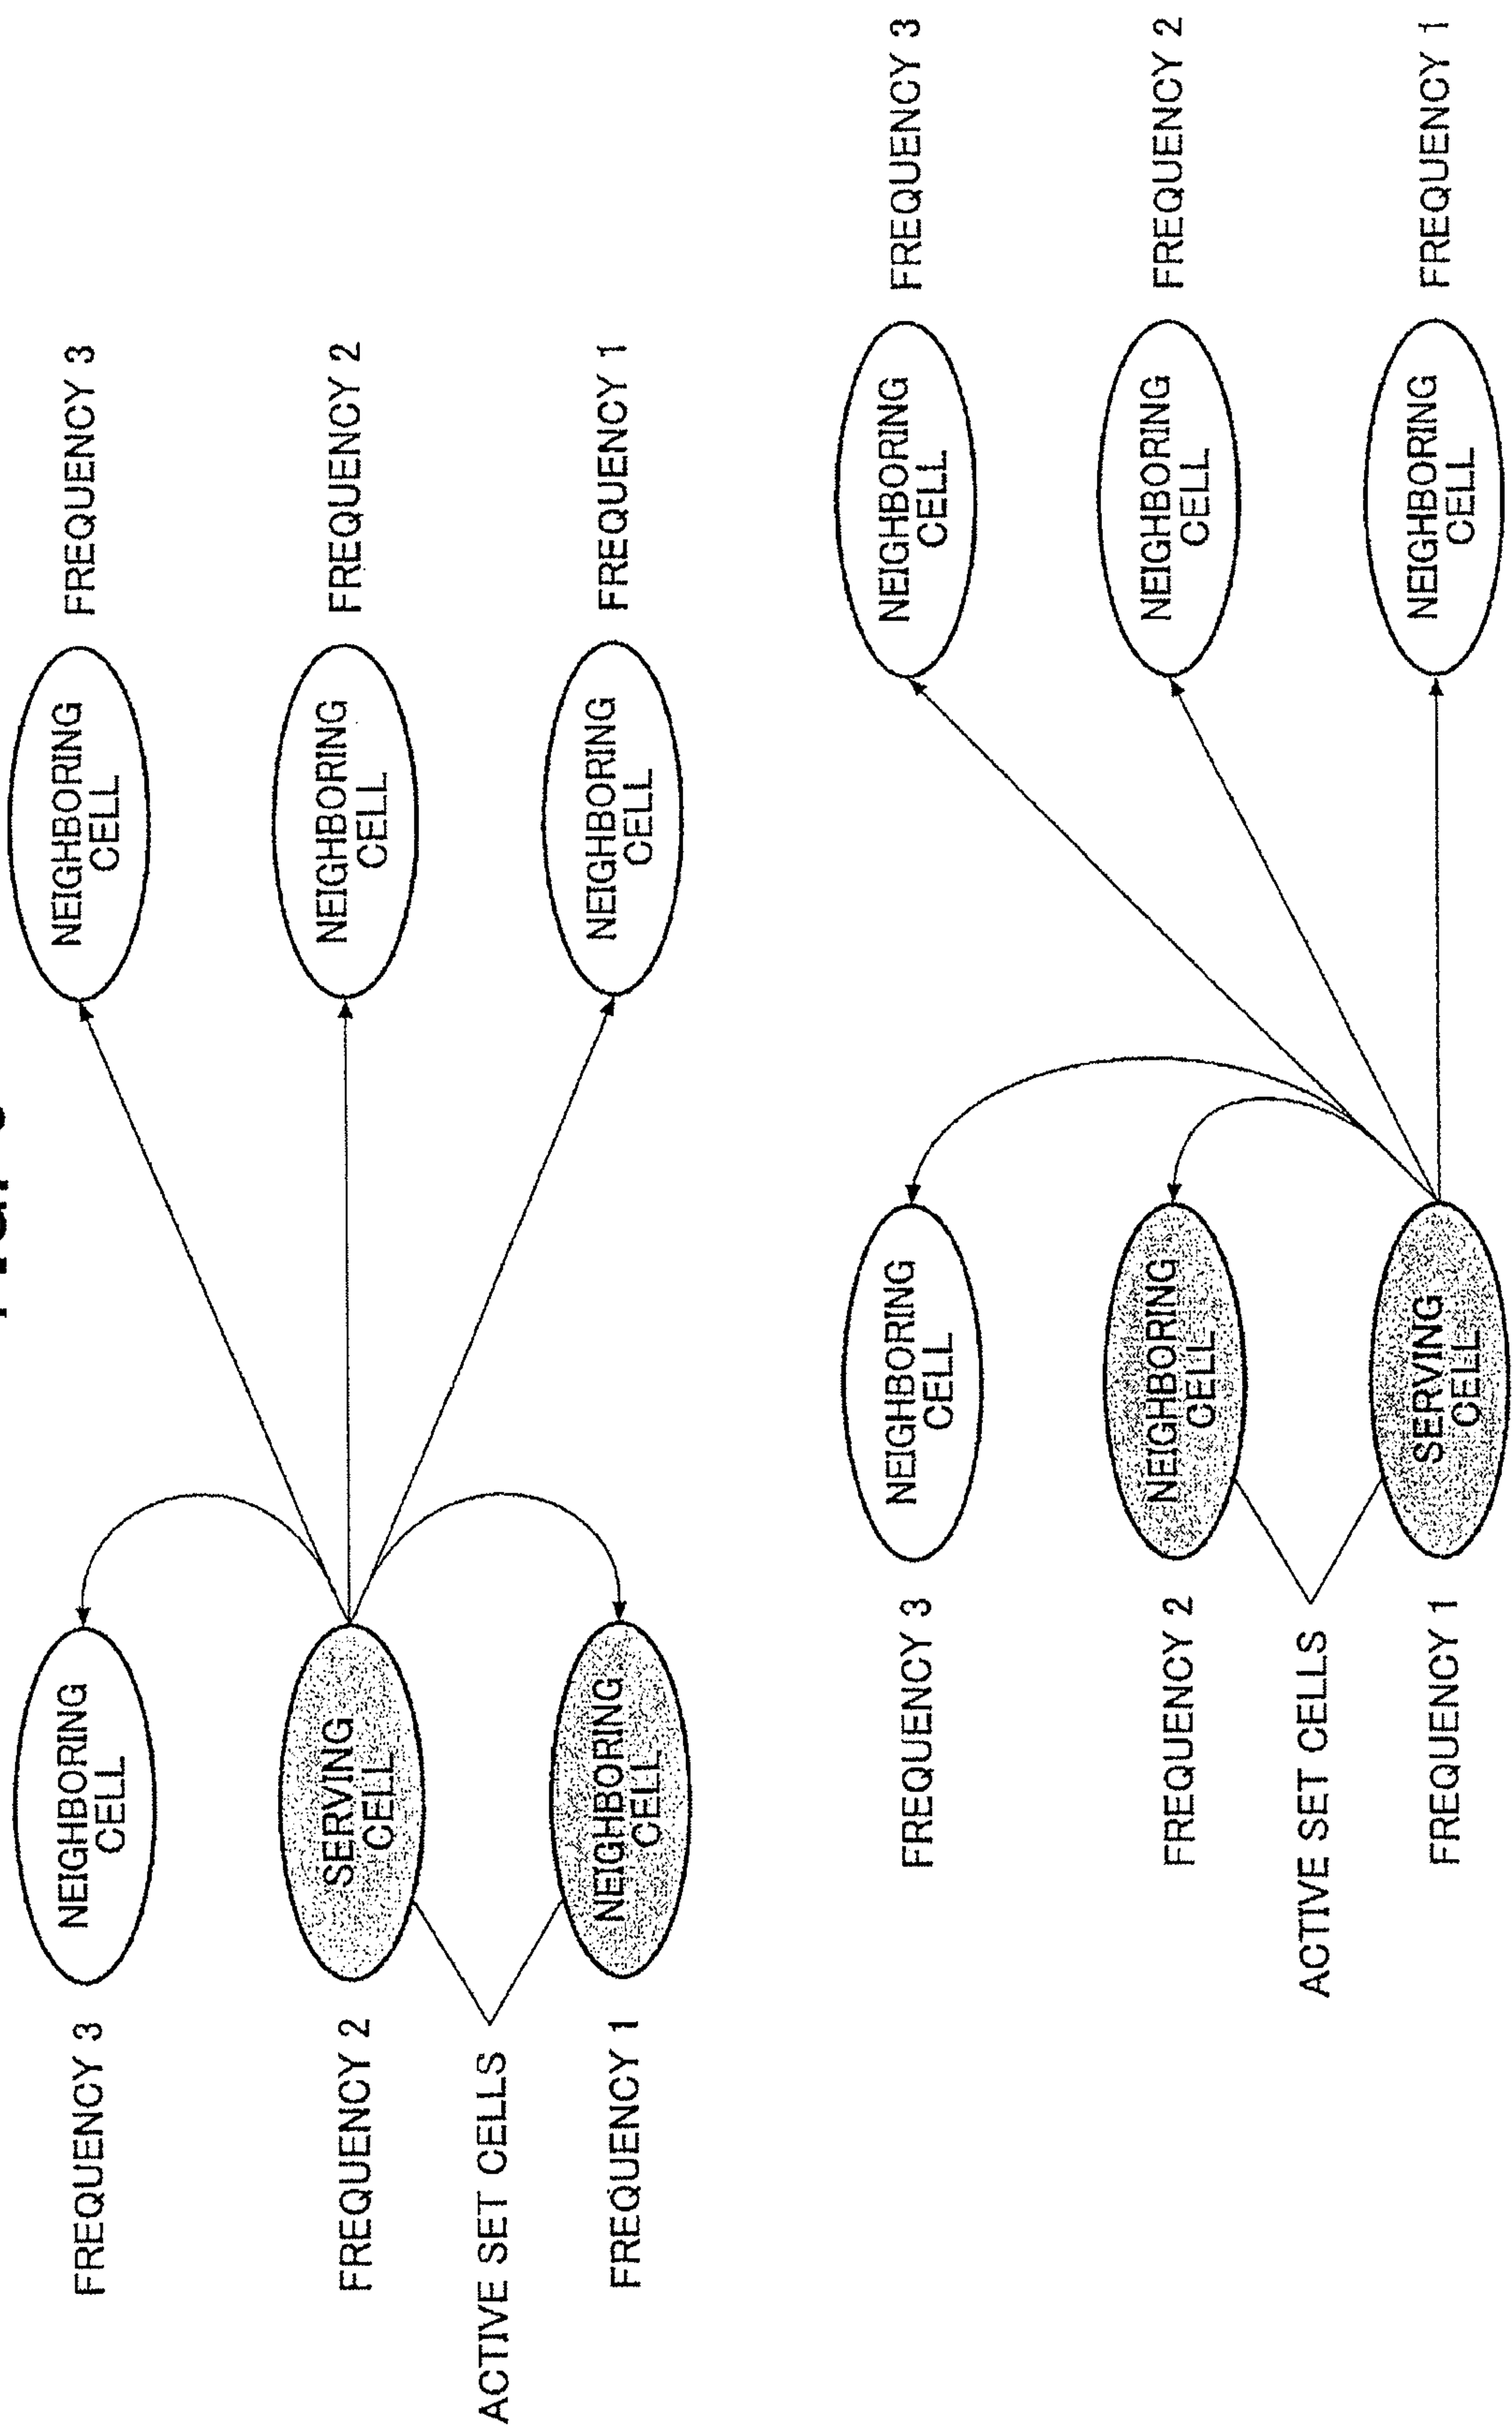 FREQUENCY 3
NEIGHBORING
CELL
NEIGHBORING
CELL
FREQUENCY 3
FREQUENCY 2
SERVING
CELL
NEIGHBORING
CELL
FREQUENCY 2
ACTIVE SET CELLS
FREQUENCY 1
NEIGHBORING
CELL
NEIGHBORING
CELL
FREQUENCY 1
FREQUENCY 3
NEIGHBORING
CELL
NEIGHBORING
CELL
FREQUENCY 3
FREQUENCY 2
NEIGHBORING
CELL
NEIGHBORING
CELL
FREQUENCY 2
ACTIVE SET CELLS
FREQUENCY 1
SERVING
CELL
NEIGHBORING
CELL
FREQUENCY 1